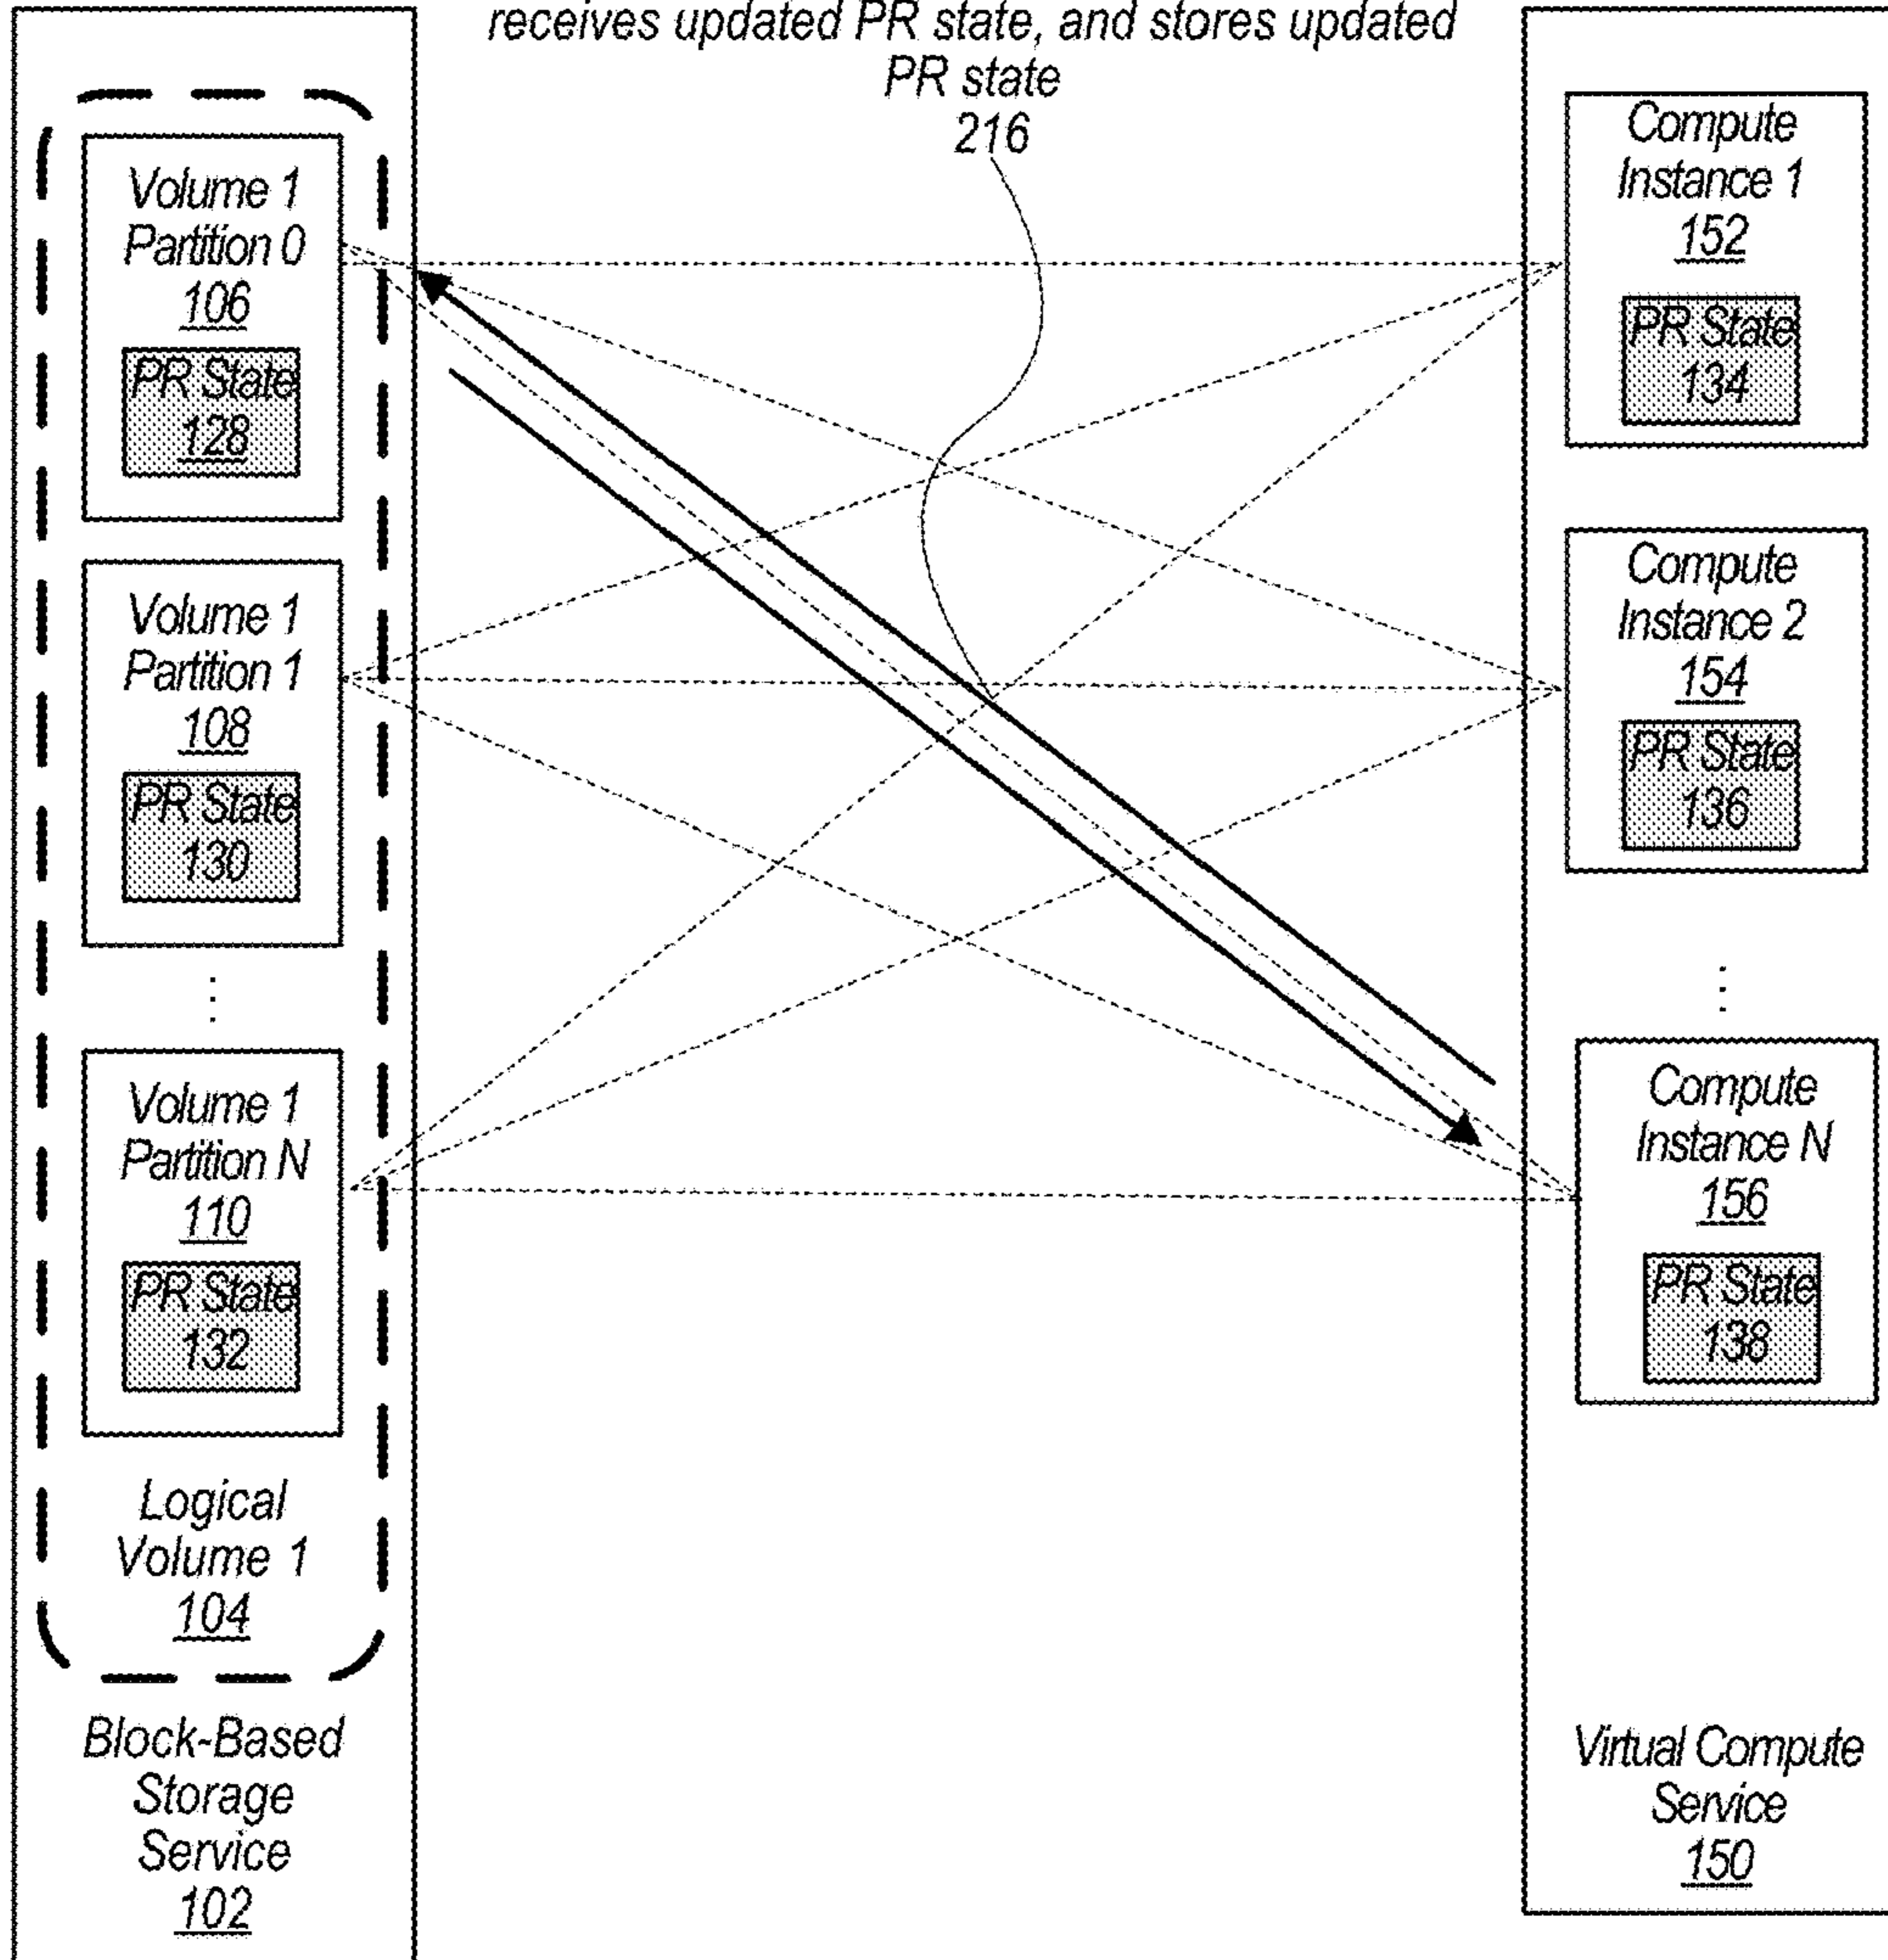 receives updated PR state, and stores updated
PR state
216
Volume 1
Partition 0
106
PR State
128
Volume 1
Partition 1
108
PR State
130
⋮
Volume 1
Partition N
110
PR State
132
Logical
Volume 1
104
Block-Based
Storage
Service
102
Compute
Instance 1
152
PR State
134
Compute
Instance 2
154
PR State
136
⋮
Compute
Instance N
156
PR State
138
Virtual Compute
Service
150